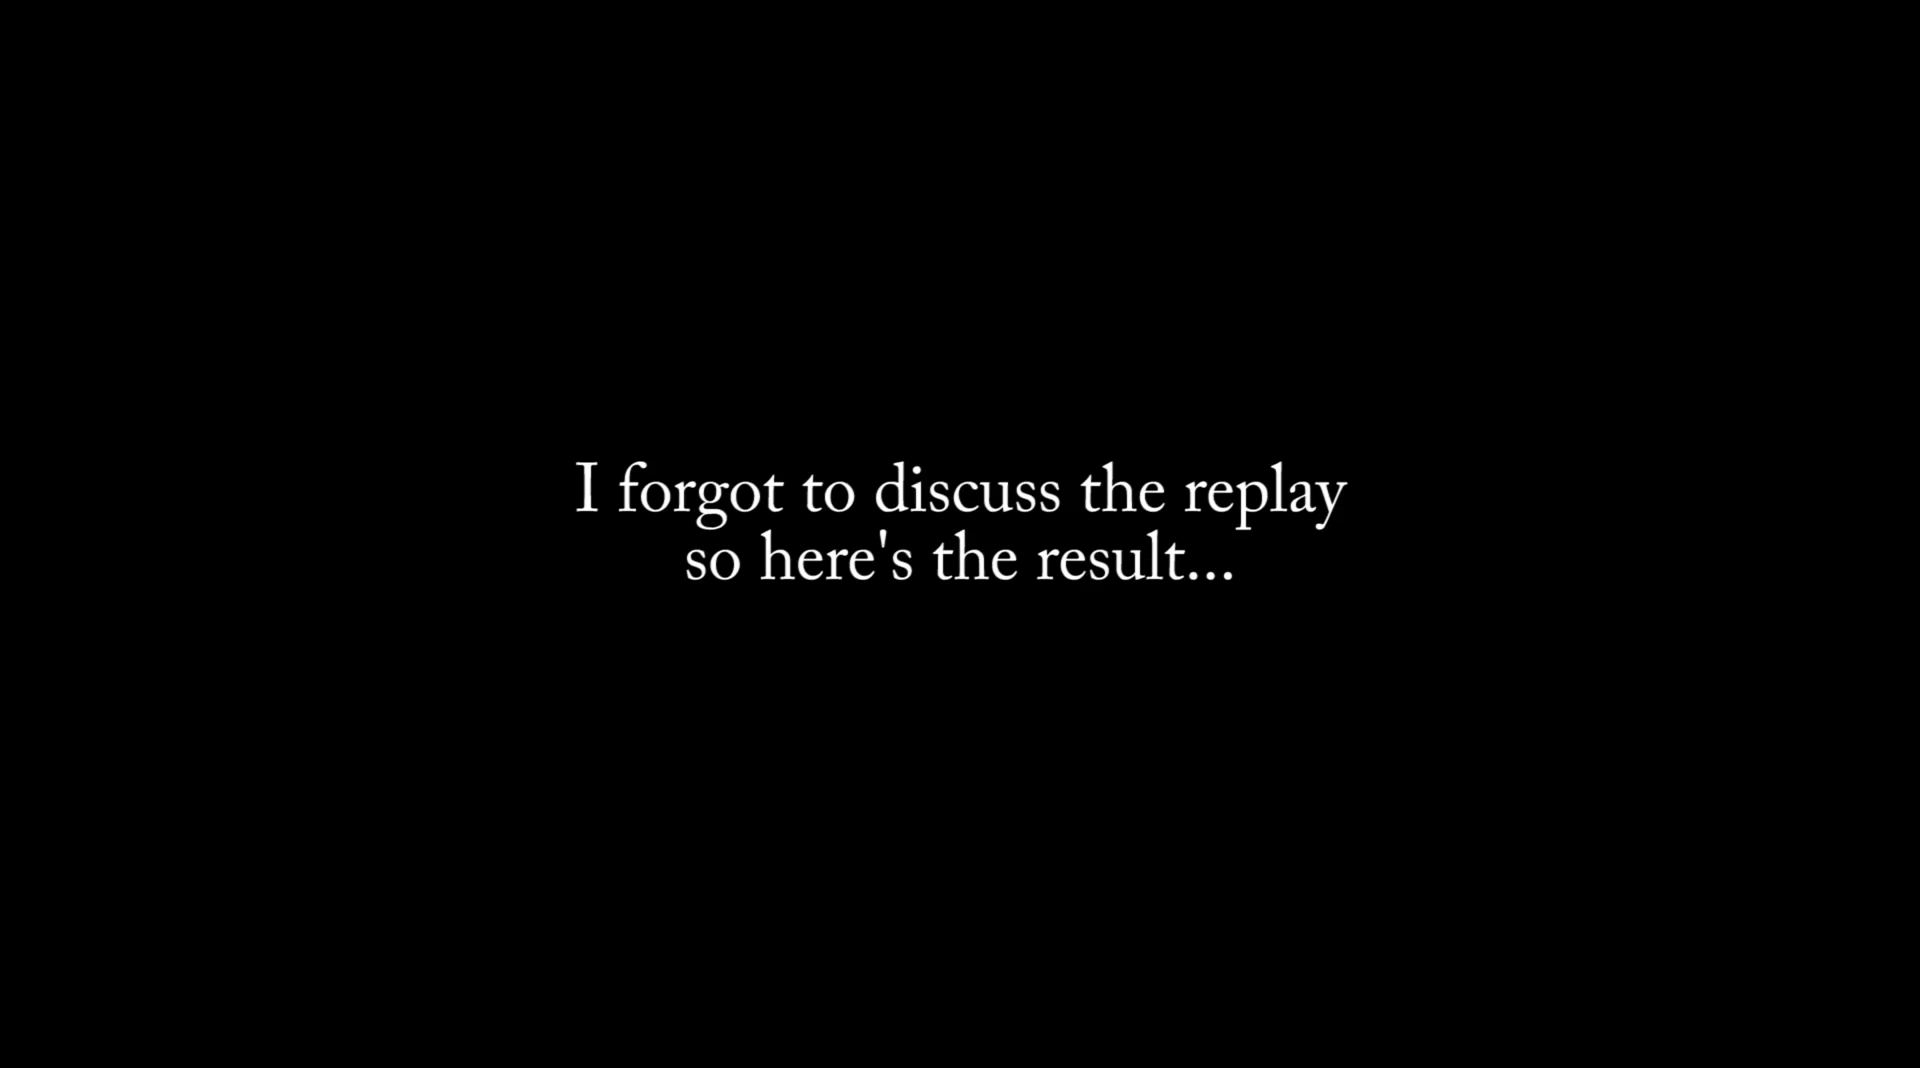 I forgot to discuss the replay
so here's the result...